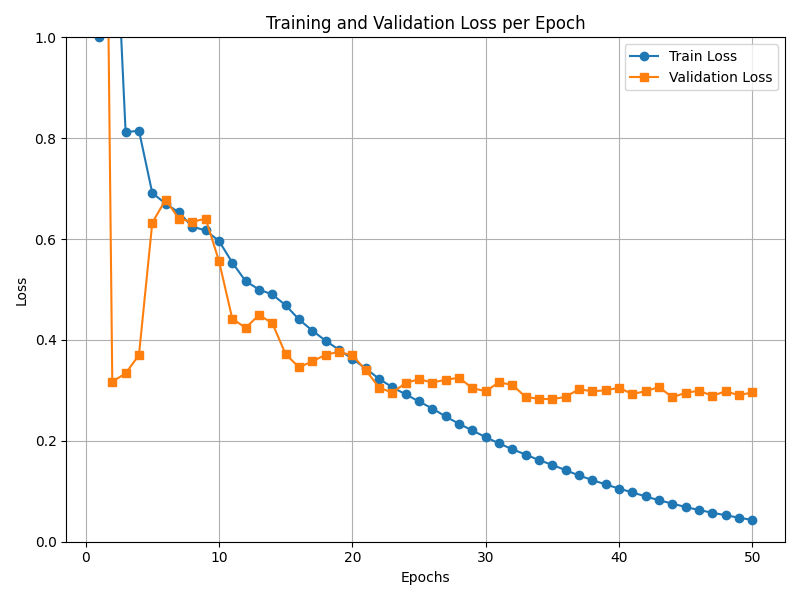 Training and Validation Loss per Epoch
Train Loss
Validation Loss
1.0
0.8
0.6
0.4
0.2
0.0
Loss
0 10 20 30 40 50
Epochs